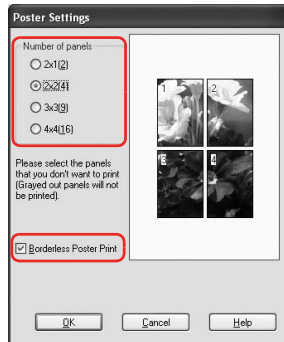 Poster Settings
Number of panels
2x1(2)
2x2(4)
3x3(9)
4x4(16)
Please select the panels
that you don't want to print
(Grayed out panels will not
be printed).
Borderless Poster Print
1 2
3 4
OK Cancel Help